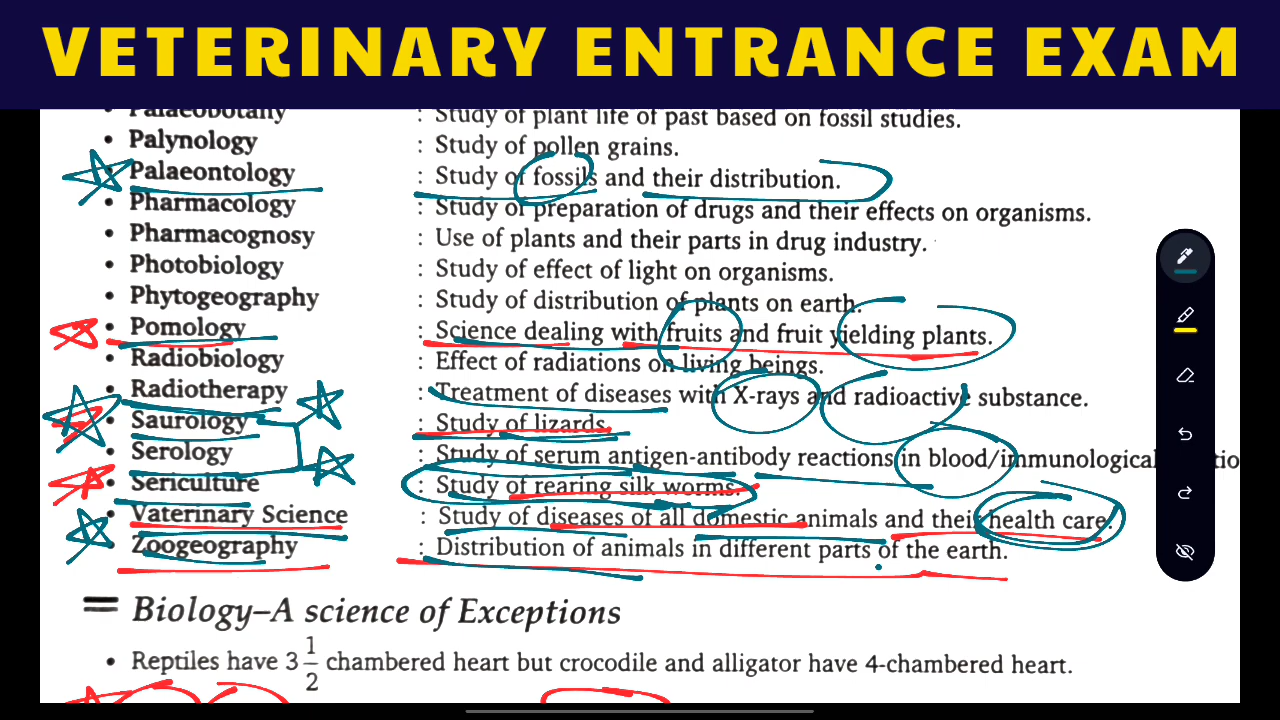 VETERINARY ENTRANCE EXAM
• Palaeobotany : Study of plant life of past based on fossil studies.
• Palynology : Study of pollen grains.
• Palaeontology : Study of fossils and their distribution.
• Pharmacology : Study of preparation of drugs and their effects on organisms.
• Pharmacognosy : Use of plants and their parts in drug industry.
• Photobiology : Study of effect of light on organisms.
• Phytogeography : Study of distribution of plants on earth.
• Pomology : Science dealing with fruits and fruit yielding plants.
• Radiobiology : Effect of radiations on living beings.
• Radiotherapy : Treatment of diseases with X-rays and radioactive substance.
• Saurology : Study of lizards.
• Serology : Study of serum antigen-antibody reactions in blood/immunological
• Sericulture : Study of rearing silk worms.
• Vaterinary Science : Study of diseases of all domestic animals and their health care.
• Zoogeography : Distribution of animals in different parts of the earth.
Biology–A science of Exceptions
• Reptiles have 3 1/2 chambered heart but crocodile and alligator have 4-chambered heart.